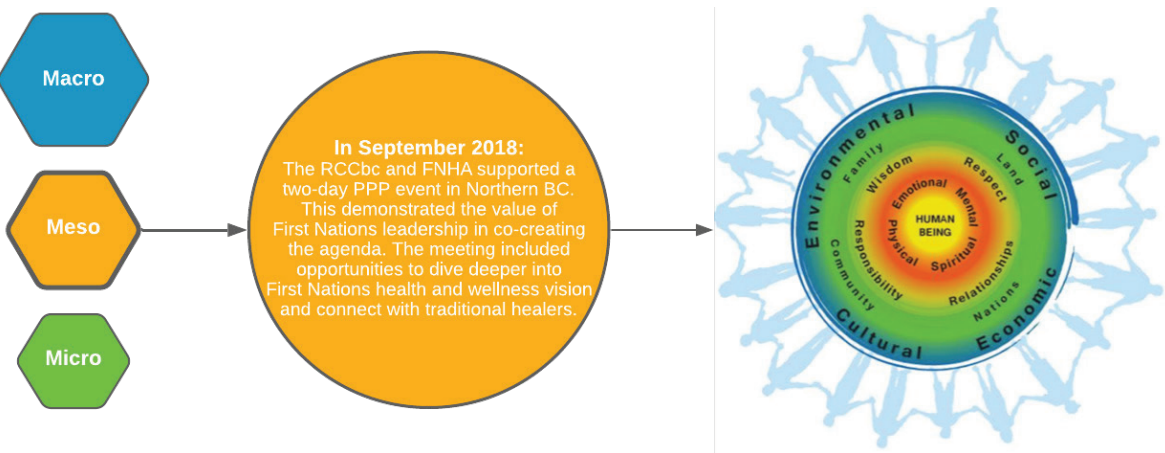 Macro
Meso
Micro
In September 2018:
The RCCbc and FNHA supported a
two-day PPP event in Northern BC.
This demonstrated the value of
First Nations leadership in co-creating
the agenda. The meeting included
opportunities to dive deeper into
First Nations health and wellness vision
and connect with traditional healers.
Environmental
Social
Economic
Cultural
Family
Land
Nations
Community
Wisdom
Respect
Relationships
Responsibility
Emotional
Mental
Spiritual
Physical
HUMAN
BEING